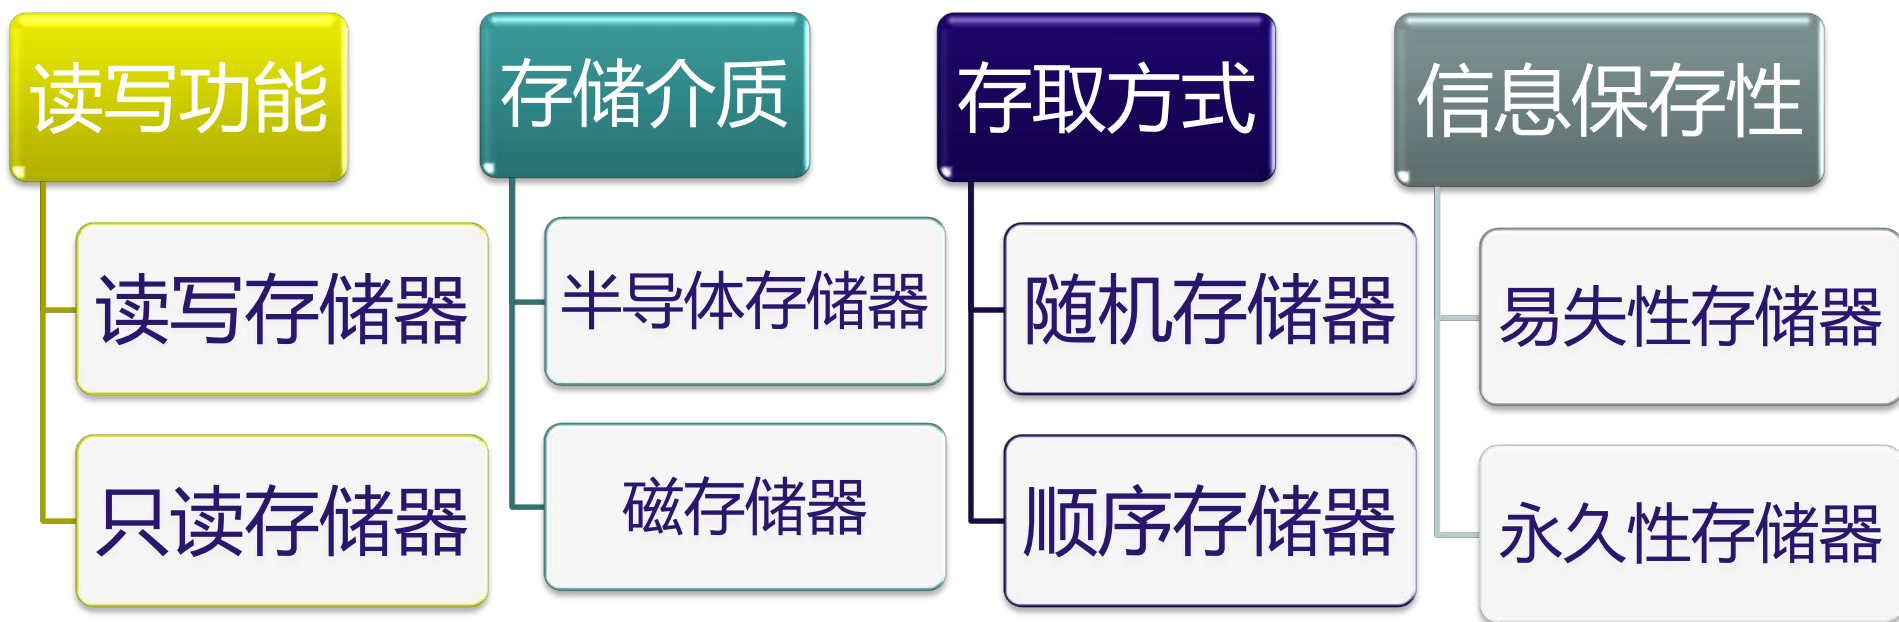 读写功能
读写存储器
只读存储器
存储介质
半导体存储器
磁存储器
存取方式
随机存储器
顺序存储器
信息保存性
易失性存储器
永久性存储器